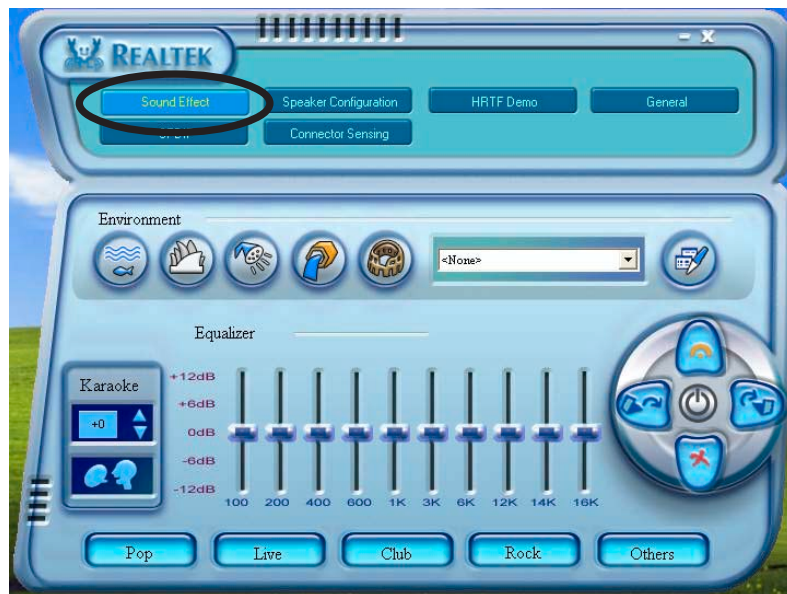 REALTEK
Sound Effect Speaker Configuration HRTF Demo General
Connector Sensing
Environment
<None>
Equalizer
Karaoke
+0
+12dB
+6dB
0dB
-6dB
-12dB
100 200 400 600 1K 3K 6K 12K 14K 16K
Pop Live Club Rock Others